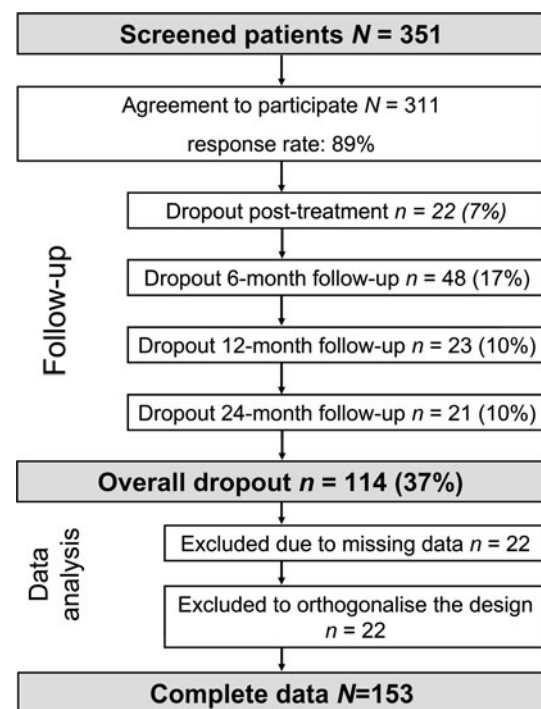 Screened patients N = 351
Agreement to participate N = 311
response rate: 89%
Follow-up
Dropout post-treatment n = 22 (7%)
Dropout 6-month follow-up n = 48 (17%)
Dropout 12-month follow-up n = 23 (10%)
Dropout 24-month follow-up n = 21 (10%)
Overall dropout n = 114 (37%)
Data
analysis
Excluded due to missing data n = 22
Excluded to orthogonalise the design
n = 22
Complete data N=153